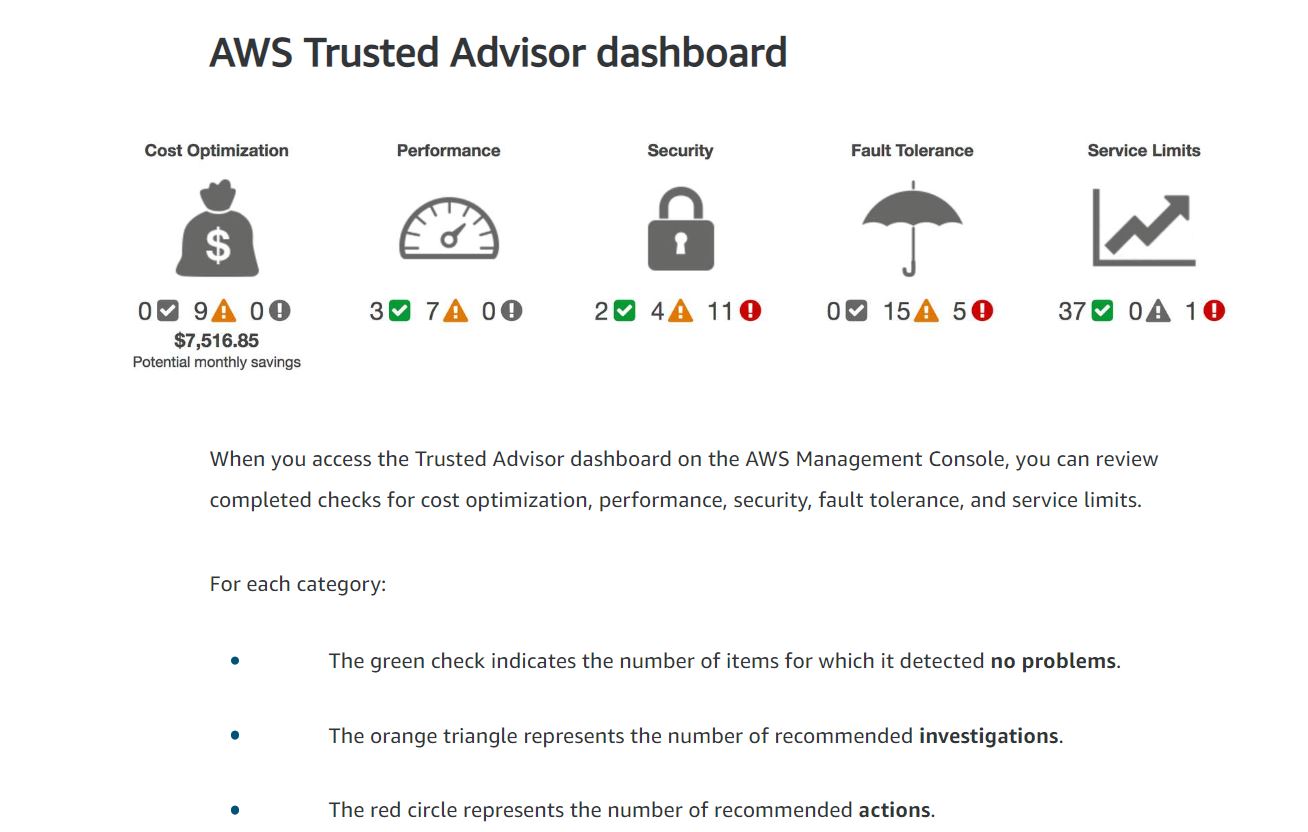 AWS Trusted Advisor dashboard
Cost Optimization Performance Security Fault Tolerance Service Limits
$
0 9 0 3 7 0 2 4 11 0 15 5 37 0 1
$7,516.85
Potential monthly savings
When you access the Trusted Advisor dashboard on the AWS Management Console, you can review
completed checks for cost optimization, performance, security, fault tolerance, and service limits.
For each category:
The green check indicates the number of items for which it detected no problems.
The orange triangle represents the number of recommended investigations.
The red circle represents the number of recommended actions.